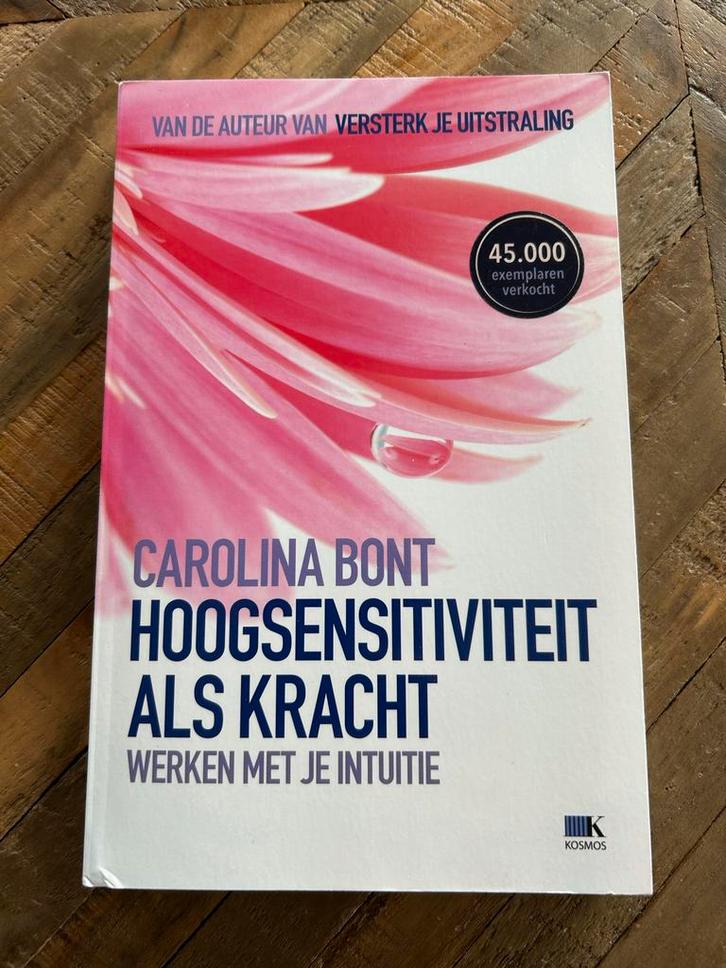 VAN DE AUTEUR VAN VERSTERK JE UITSTRALING
45.000
exemplaren
verkocht
CAROLINA BONT
HOOGSENSITIVITEIT
ALS KRACHT
WERKEN MET JE INTUITIE
K
KOSMOS